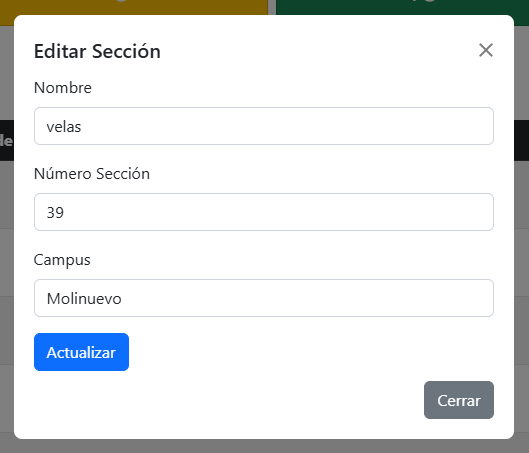 Editar Sección
Nombre
velas
Número Sección
39
Campus
Molinuevo
Actualizar
Cerrar